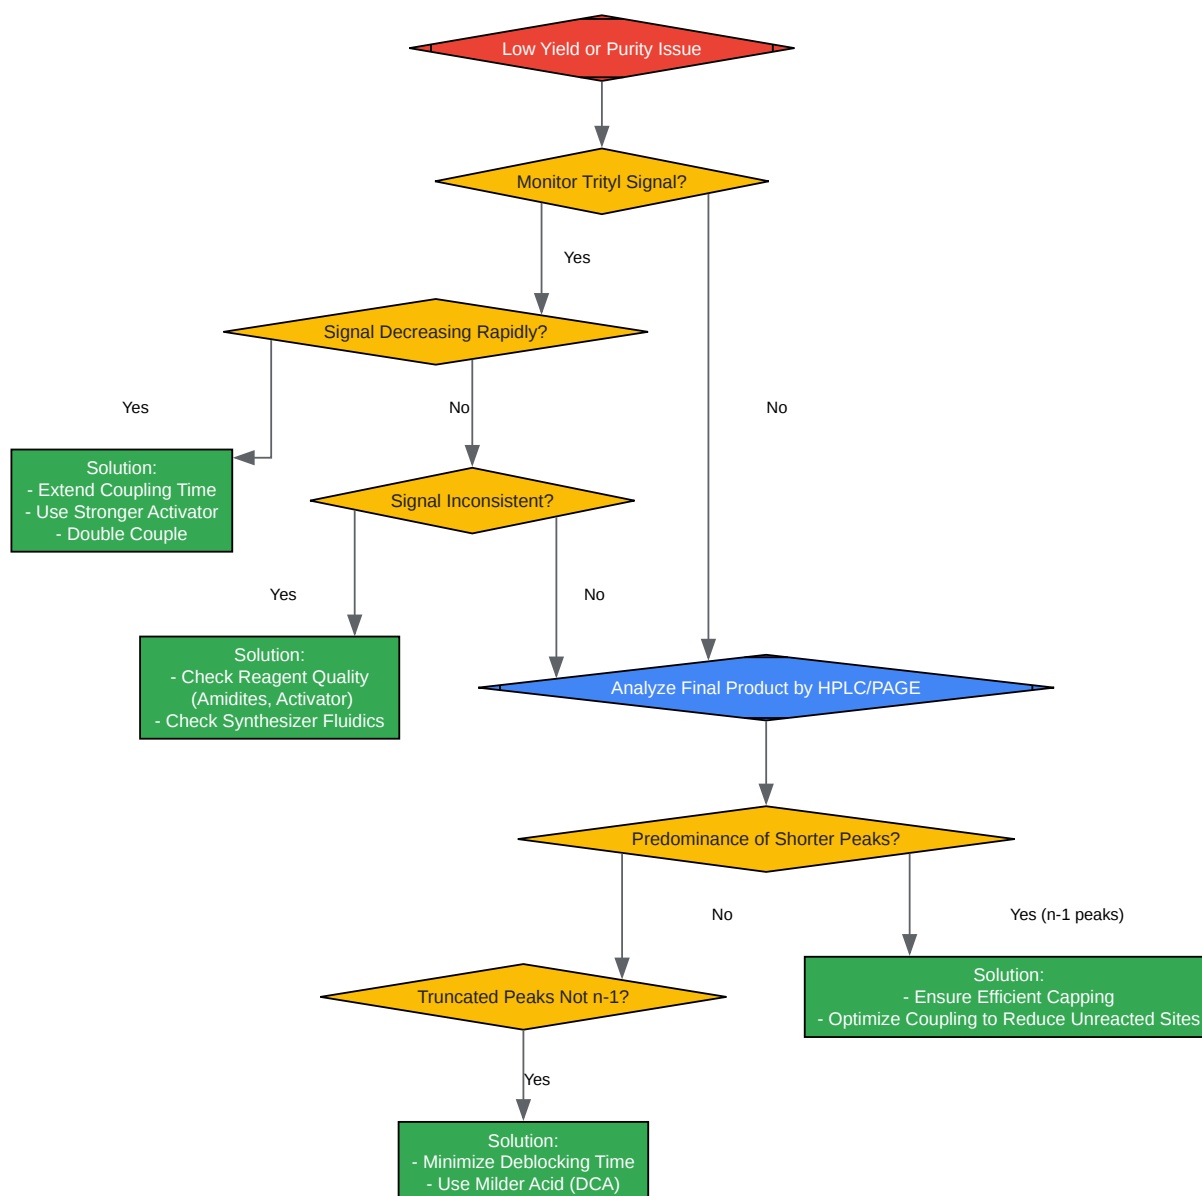 Low Yield or Purity Issue
Monitor Trityl Signal?
Yes
Signal Decreasing Rapidly?
Yes
No
No
Solution:
- Extend Coupling Time
- Use Stronger Activator
- Double Couple
Signal Inconsistent?
Yes
No
Solution:
- Check Reagent Quality
(Amidites, Activator)
- Check Synthesizer Fluidics
Analyze Final Product by HPLC/PAGE
Predominance of Shorter Peaks?
No
Yes (n-1 peaks)
Solution:
- Ensure Efficient Capping
- Optimize Coupling to Reduce Unreacted Sites
Truncated Peaks Not n-1?
Yes
Solution:
- Minimize Deblocking Time
- Use Milder Acid (DCA)